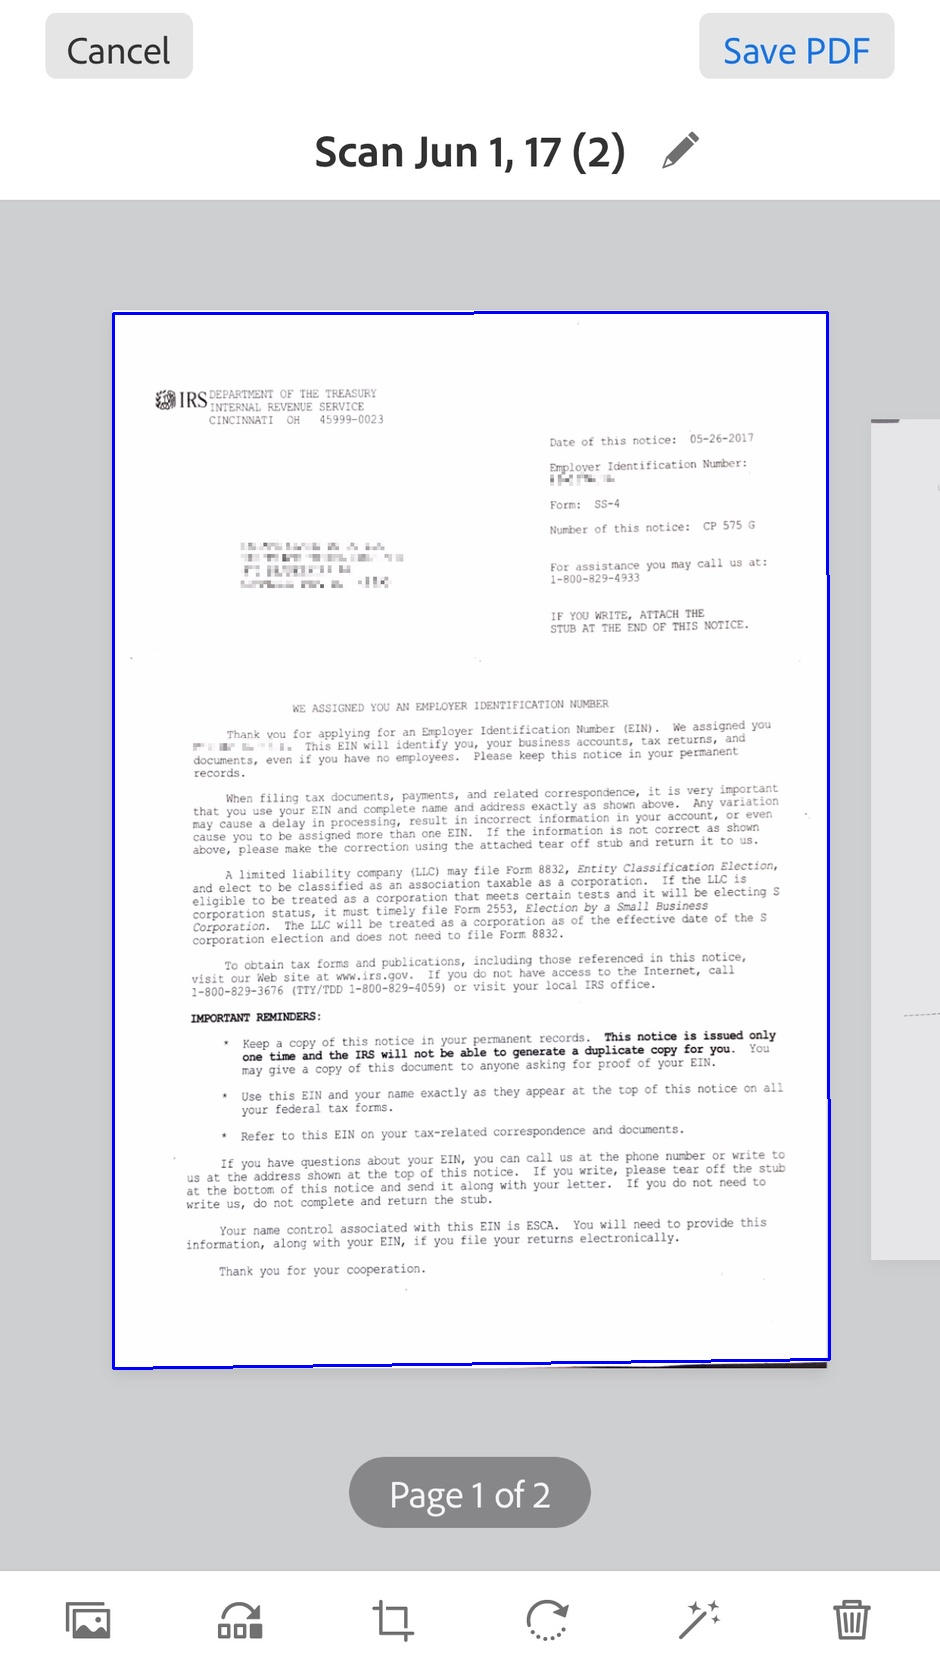 Cancel
Save PDF
Scan Jun 1, 17 (2)
IRS DEPARTMENT OF THE TREASURY
INTERNAL REVENUE SERVICE
CINCINNATI OH 45999-0023
Date of this notice: 05-26-2017
Employer Identification Number:
Form: SS-4
Number of this notice: CP 575 G
For assistance you may call us at:
1-800-829-4933
IF YOU WRITE, ATTACH THE
STUB AT THE END OF THIS NOTICE.
WE ASSIGNED YOU AN EMPLOYER IDENTIFICATION NUMBER
Thank you for applying for an Employer Identification Number (EIN). We assigned you
This EIN will identify you, your business accounts, tax returns, and
documents, even if you have no employees. Please keep this notice in your permanent
records.
When filing tax documents, payments, and related correspondence, it is very important
that you use your EIN and complete name and address exactly as shown above. Any variation
may cause a delay in processing, result in incorrect information in your account, or even
cause you to be assigned more than one EIN. If the information is not correct as shown
above, please make the correction using the attached tear off stub and return it to us.
A limited liability company (LLC) may file Form 8832, Entity Classification Election,
and elect to be classified as an association taxable as a corporation. If the LLC is
eligible to be treated as a corporation that meets certain tests and it will be electing S
corporation status, it must timely file Form 2553, Election by a Small Business
Corporation. The LLC will be treated as a corporation as of the effective date of the S
corporation election and does not need to file Form 8832.
To obtain tax forms and publications, including those referenced in this notice,
visit our Web site at www.irs.gov. If you do not have access to the Internet, call
1-800-829-3676 (TTY/TDD 1-800-829-4059) or visit your local IRS office.
IMPORTANT REMINDERS:
* Keep a copy of this notice in your permanent records. This notice is issued only
one time and the IRS will not be able to generate a duplicate copy for you. You
may give a copy of this document to anyone asking for proof of your EIN.
* Use this EIN and your name exactly as they appear at the top of this notice on all
your federal tax forms.
* Refer to this EIN on your tax-related correspondence and documents.
If you have questions about your EIN, you can call us at the phone number or write to
us at the address shown at the top of this notice. If you write, please tear off the stub
at the bottom of this notice and send it along with your letter. If you do not need to
write us, do not complete and return the stub.
Your name control associated with this EIN is ESCA. You will need to provide this
information, along with your EIN, if you file your returns electronically.
Thank you for your cooperation.
Page 1 of 2